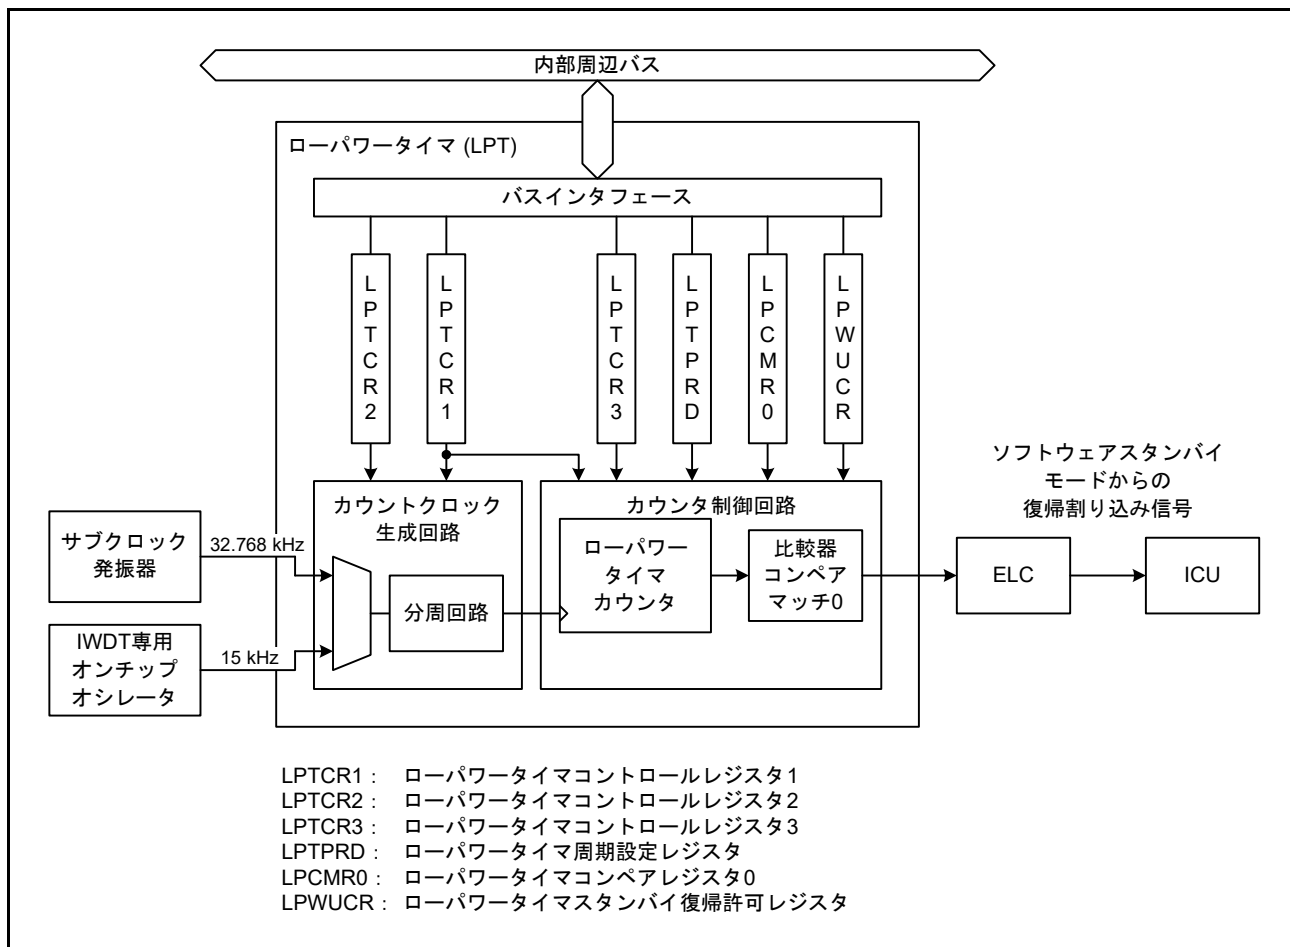 内部周辺バス
ローパワータイマ (LPT)
バスインタフェース
LPTCR2
LPTCR1
LPTCR3
LPTPRD
LPCMR0
LPWUCR
ソフトウェアスタンバイ
モードからの
復帰割り込み信号
カウントクロック
生成回路
カウンタ制御回路
サブクロック
発振器
32.768 kHz
分周回路
ローパワー
タイマ
カウンタ
比較器
コンペア
マッチ0
ELC
ICU
IWDT専用
オンチップ
オシレータ
15 kHz
LPTCR1： ローパワータイマコントロールレジスタ1
LPTCR2： ローパワータイマコントロールレジスタ2
LPTCR3： ローパワータイマコントロールレジスタ3
LPTPRD： ローパワータイマ周期設定レジスタ
LPCMR0： ローパワータイマコンペアレジスタ0
LPWUCR： ローパワータイマスタンバイ復帰許可レジスタ